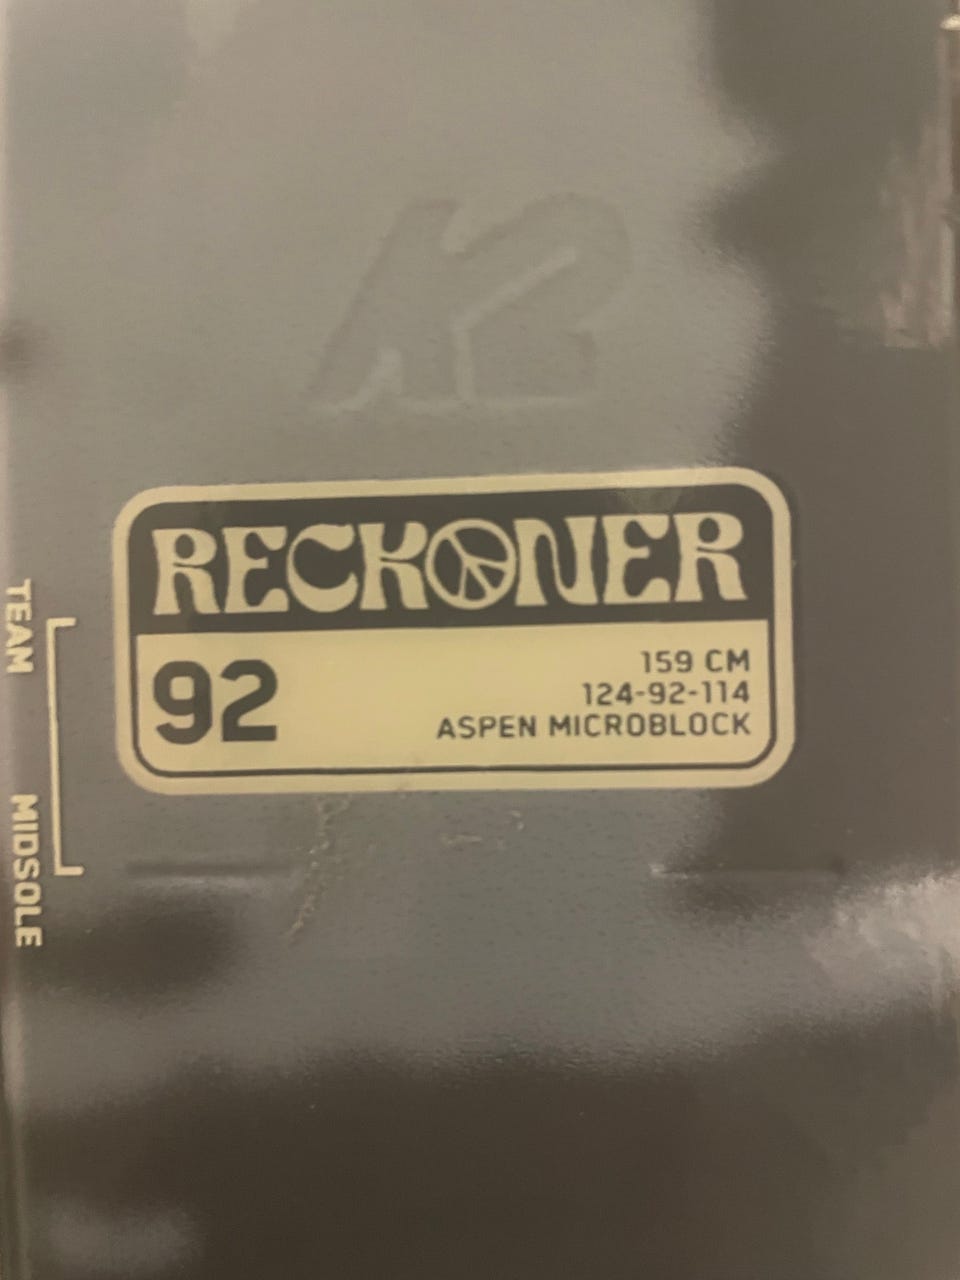 K2
RECKONER
92
159 CM
124-92-114
ASPEN MICROBLOCK
TEAM
MIDSOLE